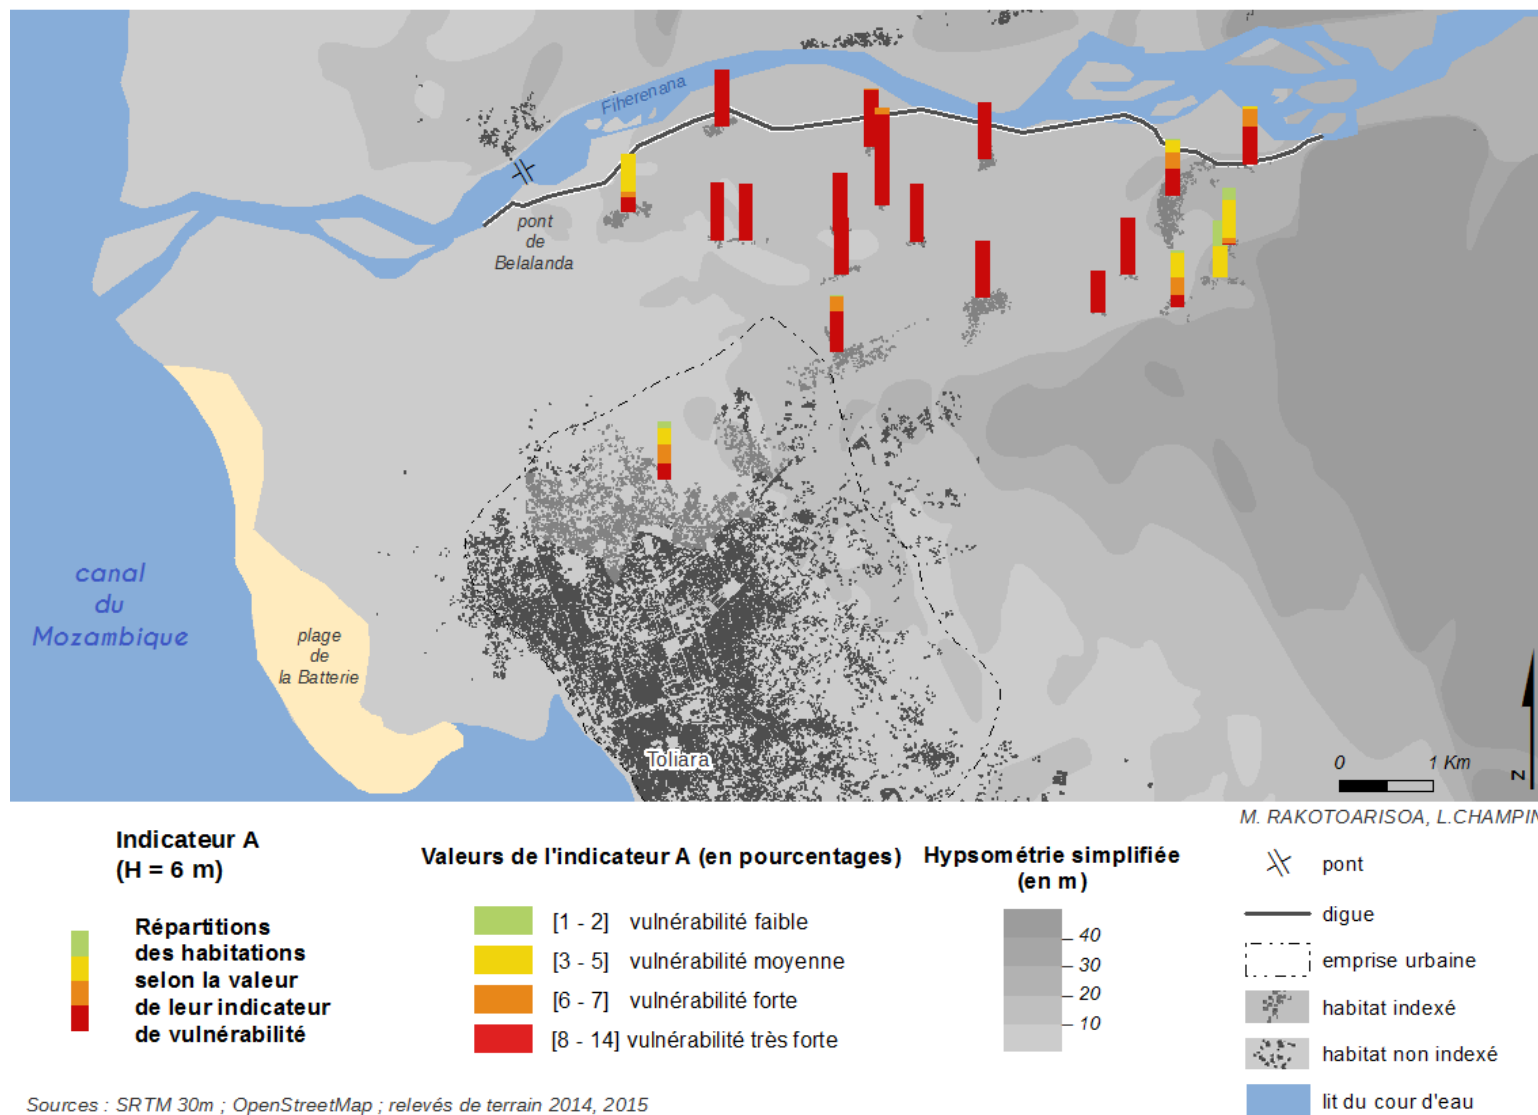 Fiherenana
pont
de
Belalanda
canal
du
Mozambique
plage
de
la Batterie
Toliara
0 1 Km
N
M. RAKOTOARISOA, L.CHAMPIN
Indicateur A
(H = 6 m)
Répartitions
des habitations
selon la valeur
de leur indicateur
de vulnérabilité
Valeurs de l'indicateur A (en pourcentages)
[1 - 2] vulnérabilité faible
[3 - 5] vulnérabilité moyenne
[6 - 7] vulnérabilité forte
[8 - 14] vulnérabilité très forte
Hypsométrie simplifiée
(en m)
40
30
20
10
pont
digue
emprise urbaine
habitat indexé
habitat non indexé
lit du cour d'eau
Sources : SRTM 30m ; OpenStreetMap ; relevés de terrain 2014, 2015